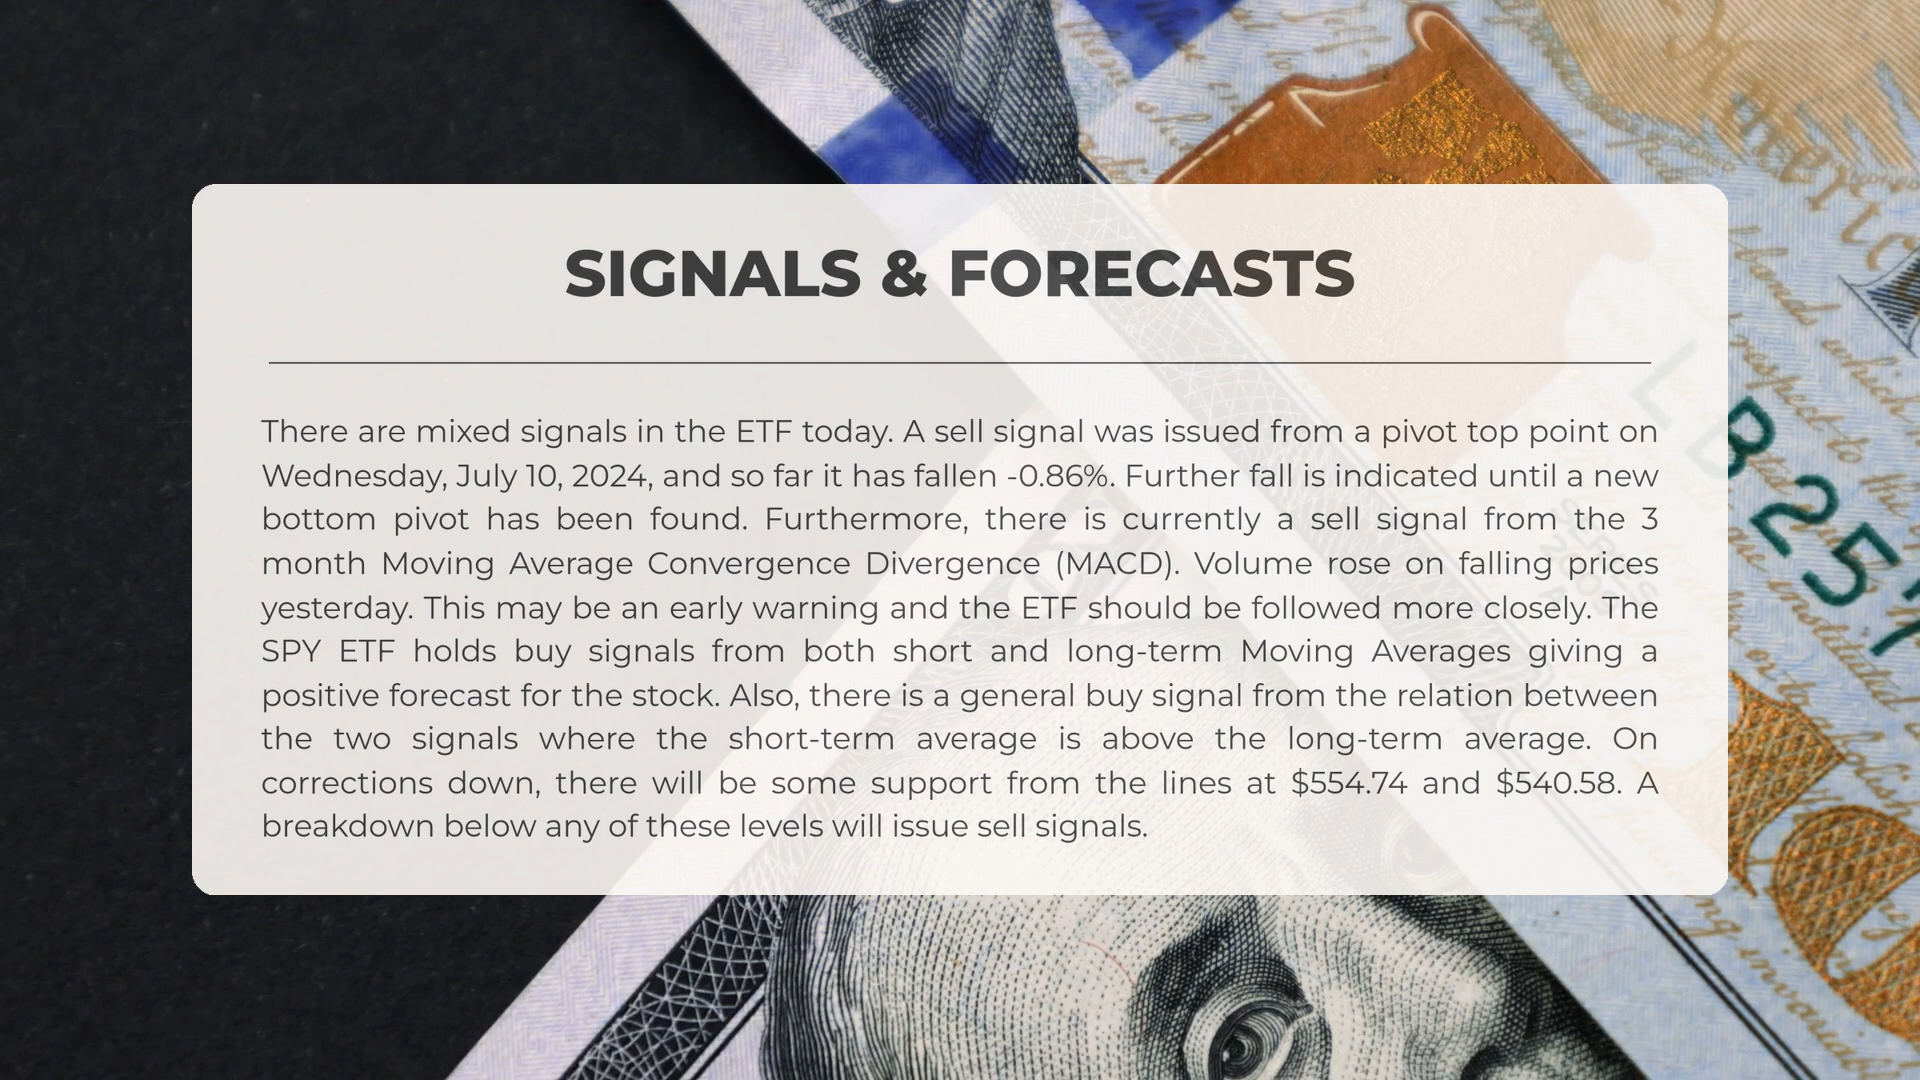 SIGNALS & FORECASTS
There are mixed signals in the ETF today. A sell signal was issued from a pivot top point on
Wednesday, July 10, 2024, and so far it has fallen -0.86%. Further fall is indicated until a new
bottom pivot has been found. Furthermore, there is currently a sell signal from the 3
month Moving Average Convergence Divergence (MACD). Volume rose on falling prices
yesterday. This may be an early warning and the ETF should be followed more closely. The
SPY ETF holds buy signals from both short and long-term Moving Averages giving a
positive forecast for the stock. Also, there is a general buy signal from the relation between
the two signals where the short-term average is above the long-term average. On
corrections down, there will be some support from the lines at $554.74 and $540.58. A
breakdown below any of these levels will issue sell signals.
L B 25